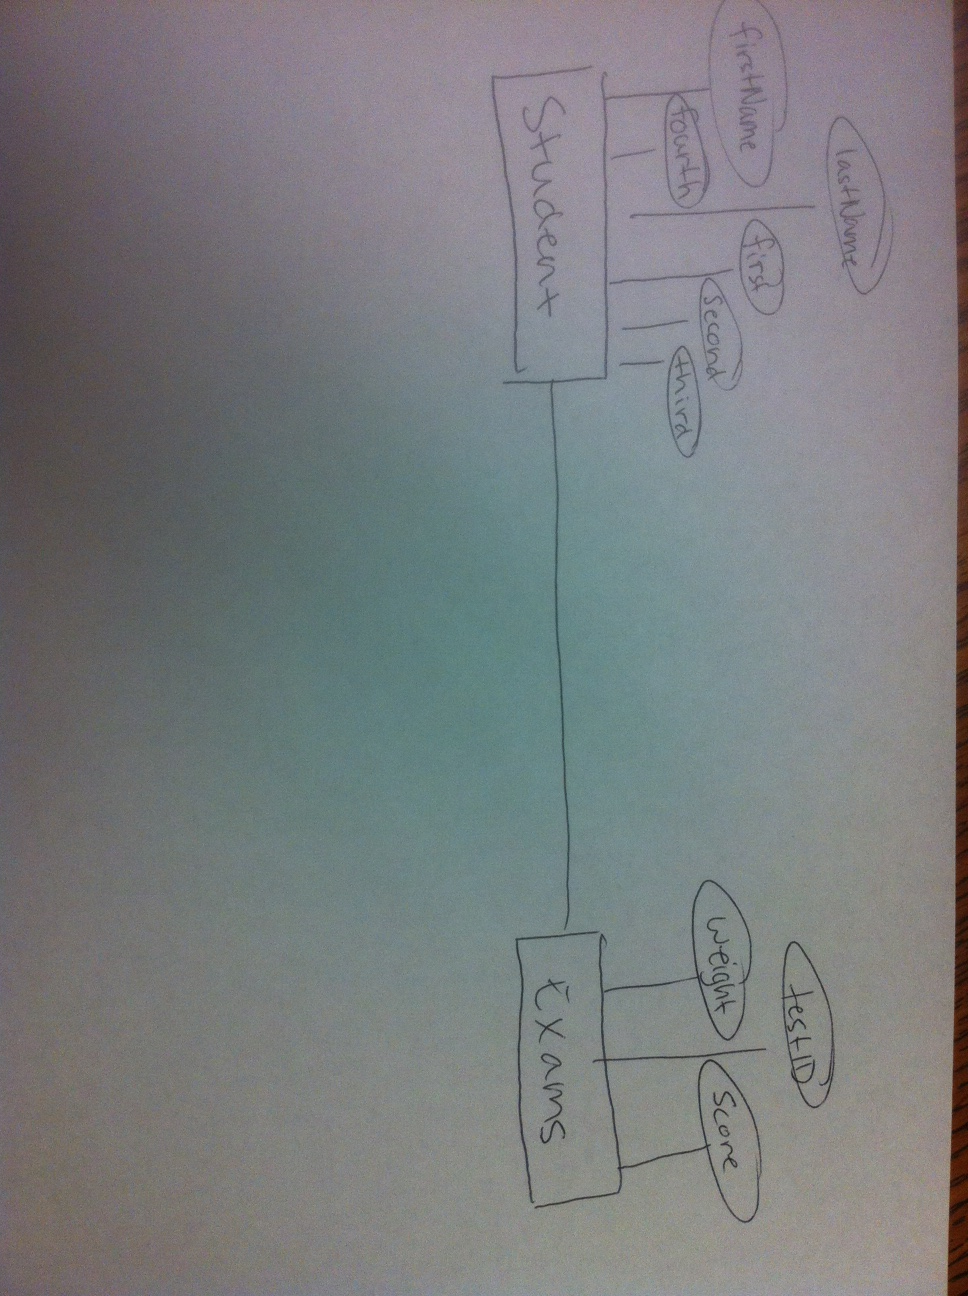 firstName
lastName
fourth
first
second
third
Student
testID
weight
score
Exams